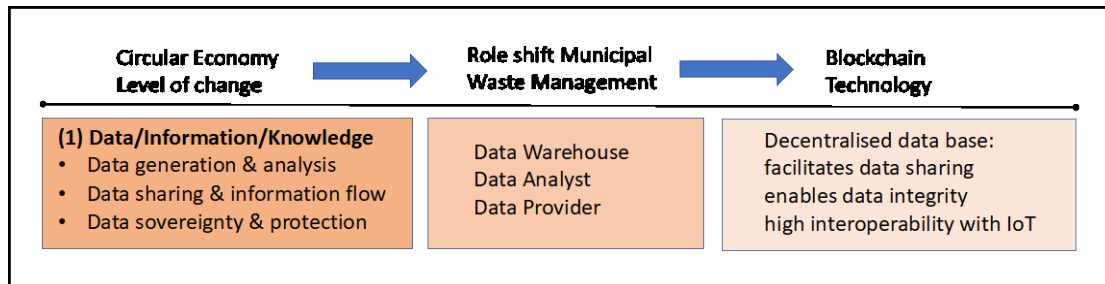 Circular Economy
Level of change
Role shift Municipal
Waste Management
Blockchain
Technology
(1) Data/Information/Knowledge
• Data generation & analysis
• Data sharing & information flow
• Data sovereignty & protection
Data Warehouse
Data Analyst
Data Provider
Decentralised data base:
facilitates data sharing
enables data integrity
high interoperability with IoT